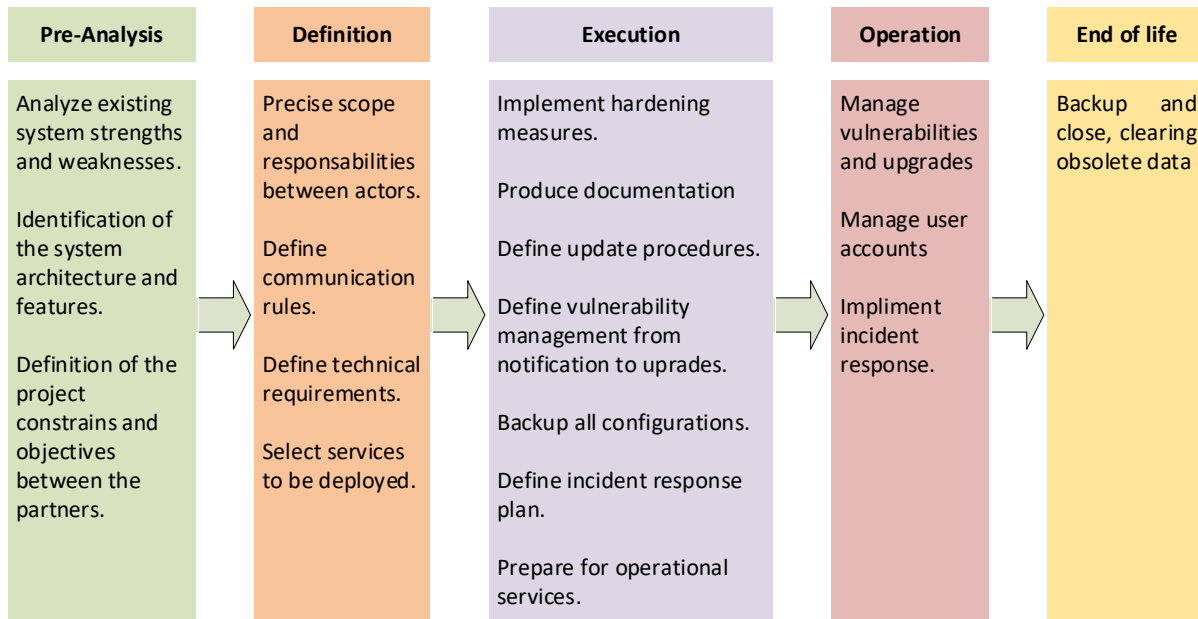 Pre-Analysis
Analyze existing
system strengths
and weaknesses.
Identification of
the system
architecture and
features.
Definition of the
project
constrains and
objectives
between the
partners.
Definition
Precise scope
and
responsabilities
between actors.
Define
communication
rules.
Define technical
requirements.
Select services
to be deployed.
Execution
Implement hardening
measures.
Produce documentation
Define update procedures.
Define vulnerability
management from
notification to uprades.
Backup all configurations.
Define incident response
plan.
Prepare for operational
services.
Operation
Manage
vulnerabilities
and upgrades
Manage user
accounts
Impliment
incident
response.
End of life
Backup and
close, clearing
obsolete data